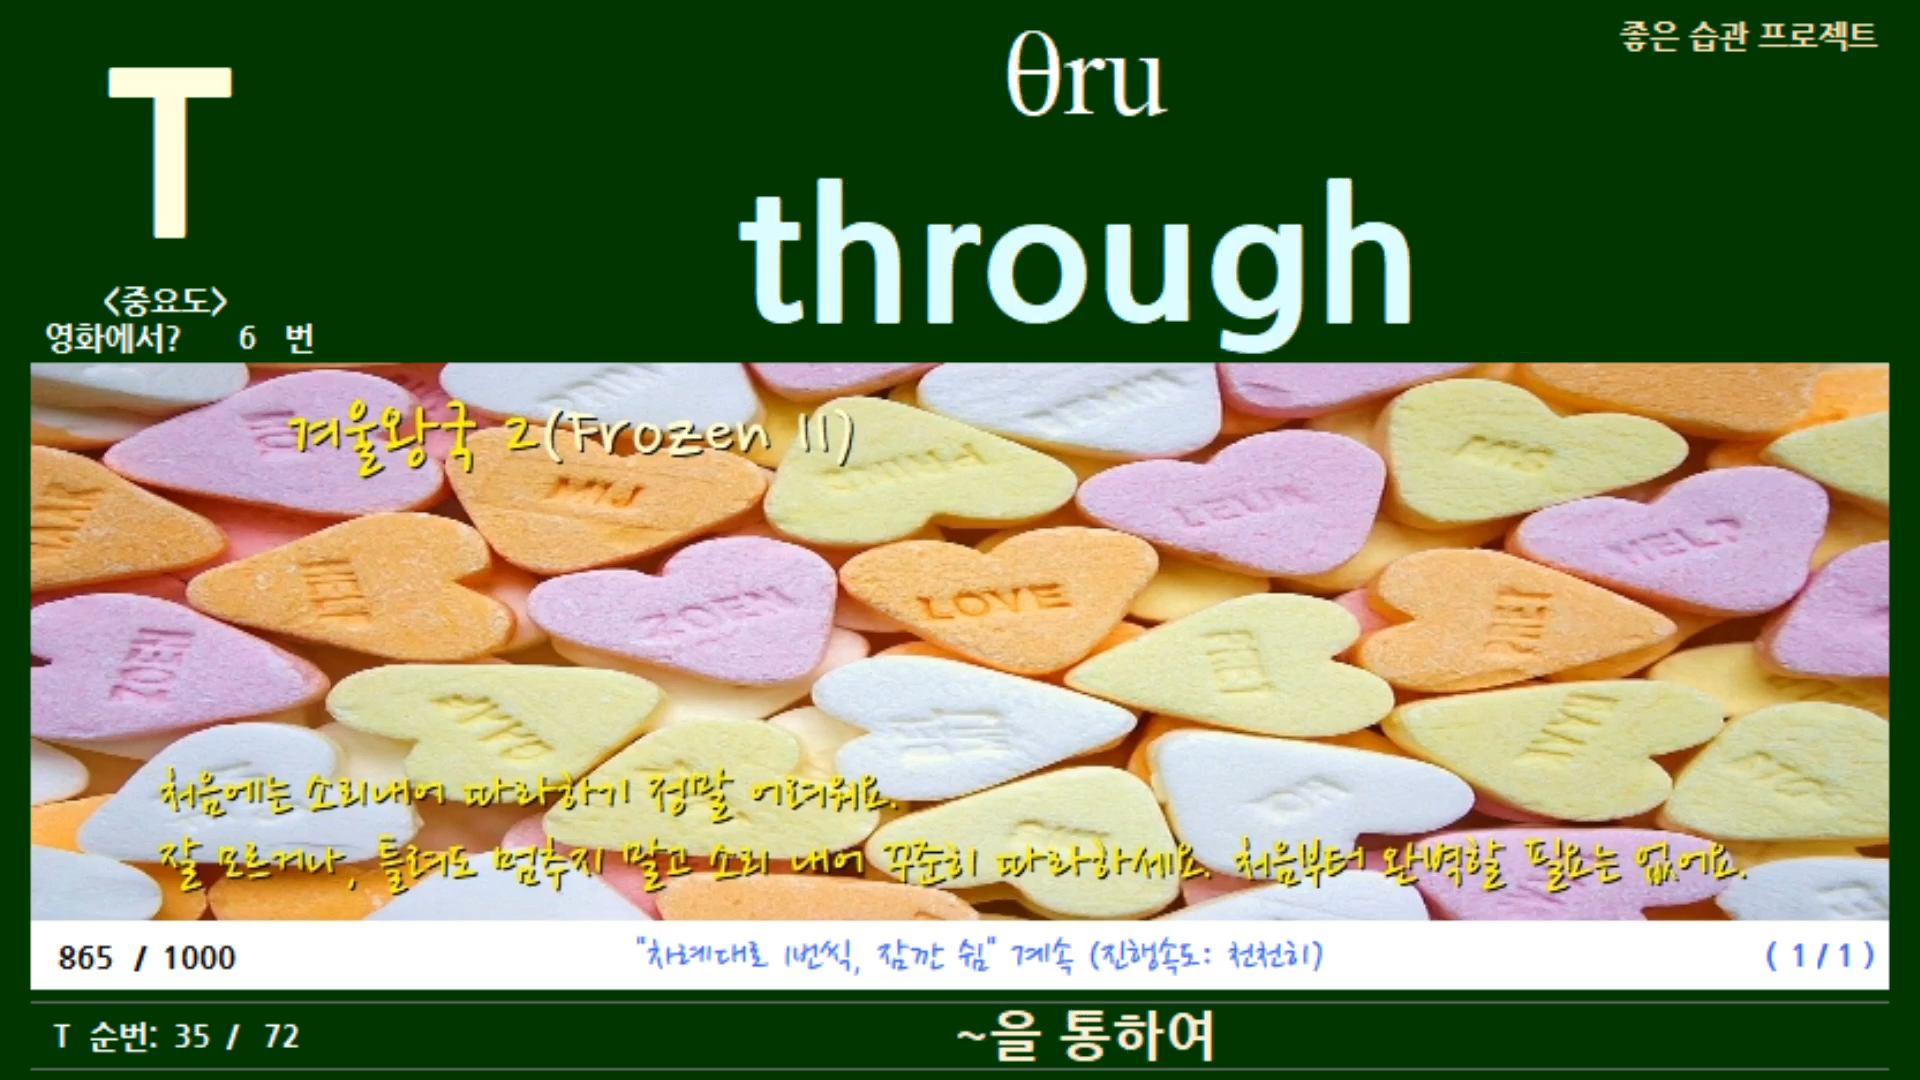 좋은 습관 프로젝트
T
θru
through
<중요도>
영화에서? 6 번
겨울왕국 2(Frozen II)
MIJ
LEUK
HELP
ZOEN
LOVE
처음에는 소리내어 따라하기 정말 어려워요.
잘 모르거나, 틀려도 멈추지 말고 소리 내어 꾸준히 따라하세요. 처음부터 완벽할 필요는 없어요.
865 / 1000
"차례대로 1번씩, 잠깐 쉼" 계속 (진행속도: 천천히)
( 1 / 1 )
T 순번: 35 / 72
~을 통하여